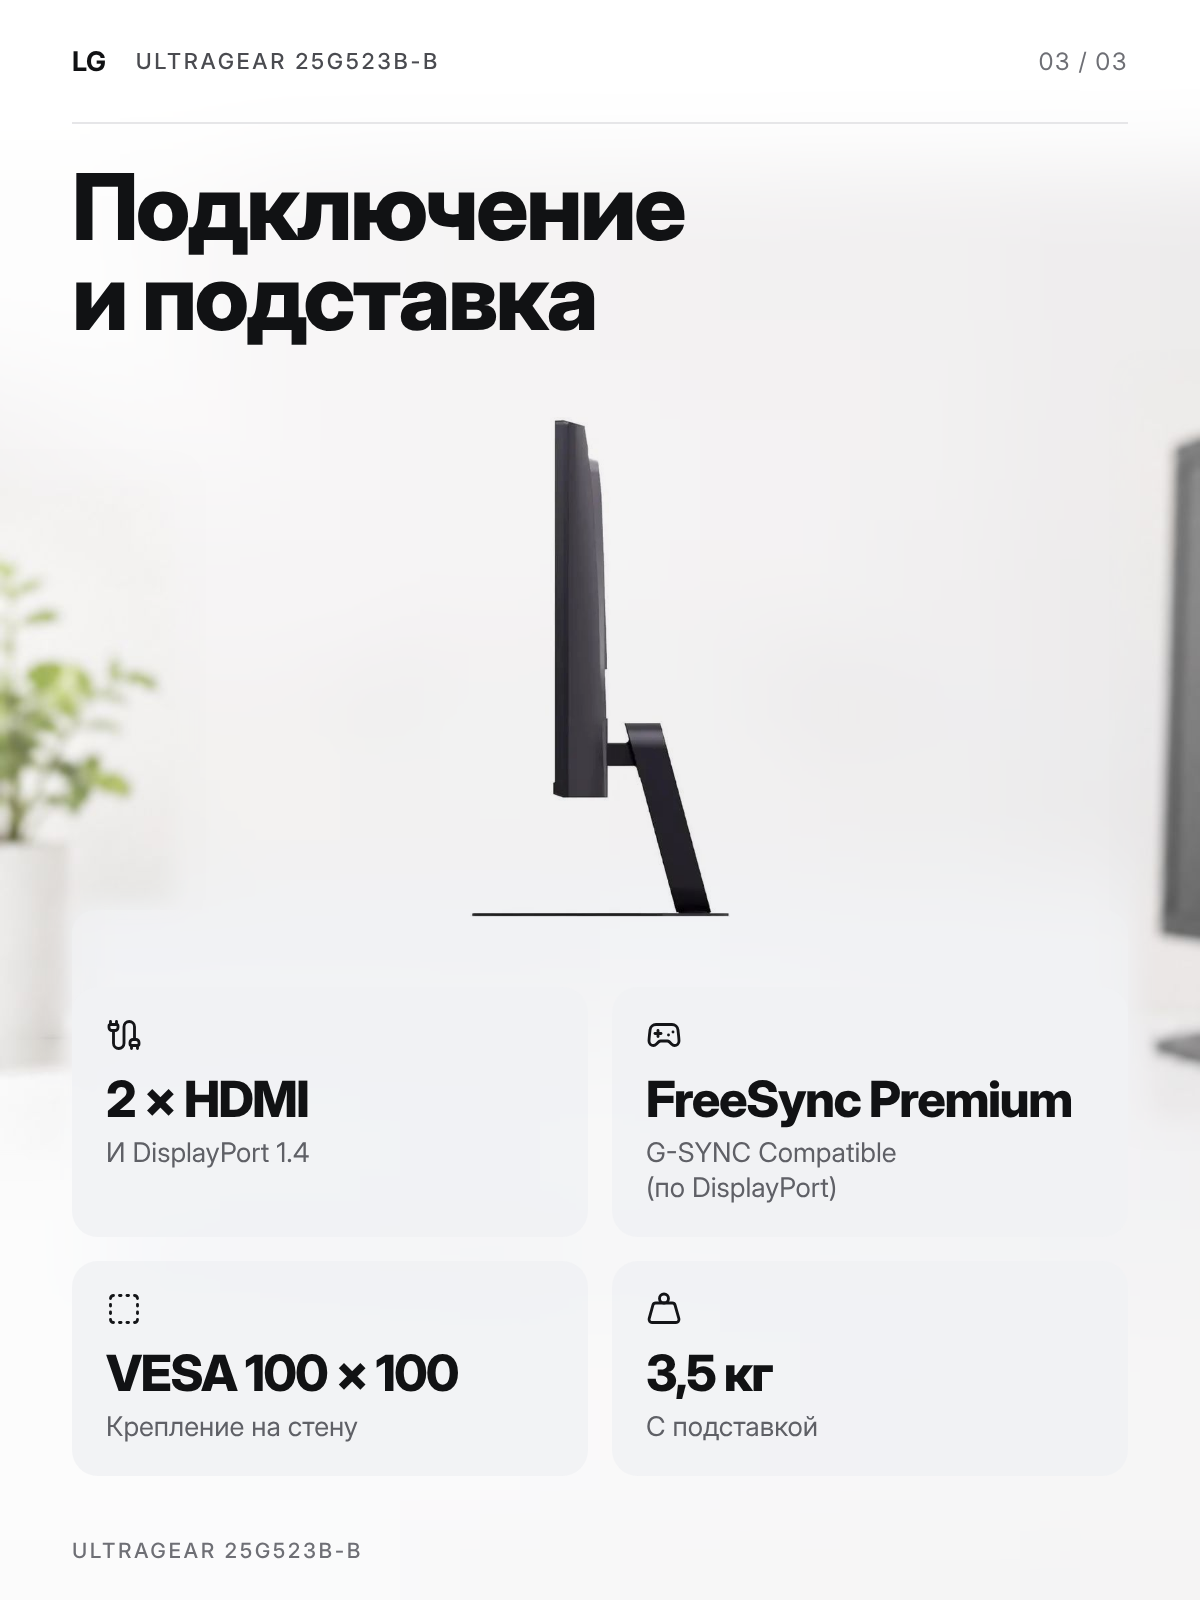 LG ULTRAGEAR 25G523B-B 03 / 03
Подключение
и подставка
2 × HDMI
И DisplayPort 1.4
FreeSync Premium
G-SYNC Compatible
(по DisplayPort)
VESA 100 × 100
Крепление на стену
3,5 кг
С подставкой
ULTRAGEAR 25G523B-B